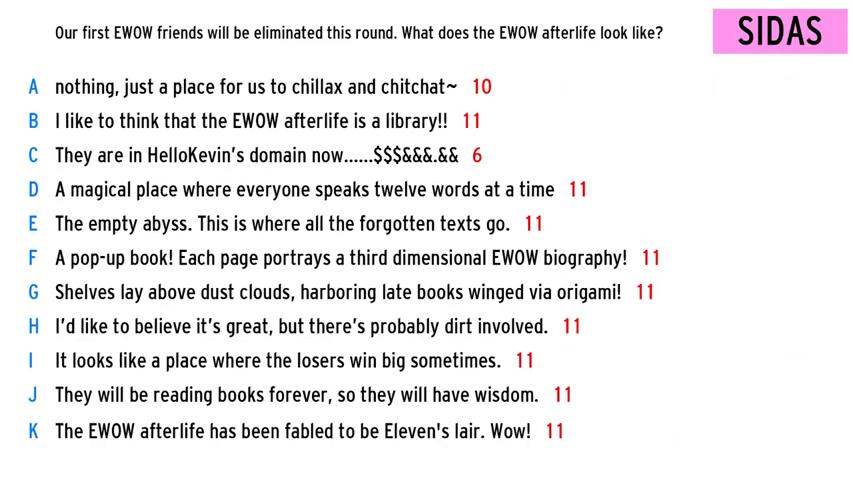 Our first EWOW friends will be eliminated this round. What does the EWOW afterlife look like?
SIDAS
A nothing, just a place for us to chillax and chitchat~ 10
B I like to think that the EWOW afterlife is a library!! 11
C They are in HelloKevin's domain now......$$$&&&.&& 6
D A magical place where everyone speaks twelve words at a time 11
E The empty abyss. This is where all the forgotten texts go. 11
F A pop-up book! Each page portrays a third dimensional EWOW biography! 11
G Shelves lay above dust clouds, harboring late books winged via origami! 11
H I'd like to believe it's great, but there's probably dirt involved. 11
I It looks like a place where the losers win big sometimes. 11
J They will be reading books forever, so they will have wisdom. 11
K The EWOW afterlife has been fabled to be Eleven's lair. Wow! 11